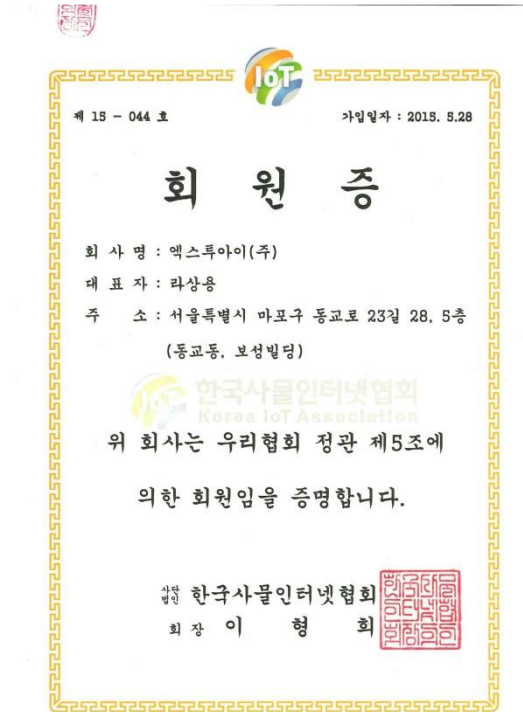 IoT
제 15 - 044 호
가입일자 : 2015. 5.28
회 원 증
회 사 명 : 엑스투아이(주)
대 표 자 : 라상용
주 소 : 서울특별시 마포구 동교로 23길 28, 5층
(동교동, 보성빌딩)
IoT 한국사물인터넷협회
Korea IoT Association
위 회사는 우리협회 정관 제5조에
의한 회원임을 증명합니다.
사단법인 한국사물인터넷협회
회 장 이 형 희